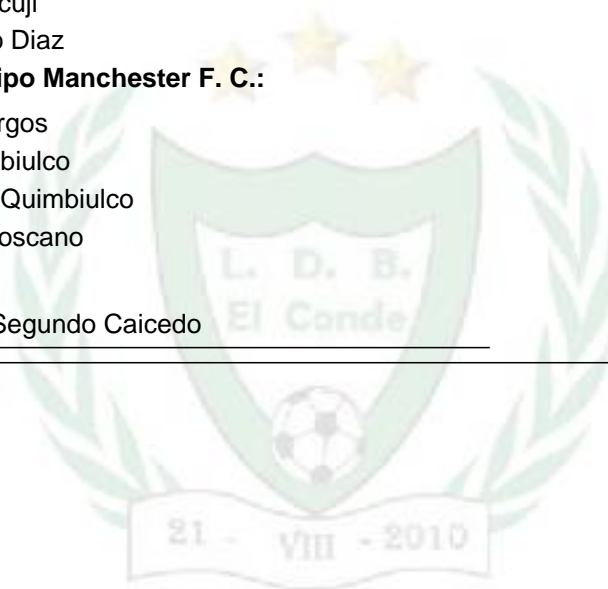 cuji
o Diaz
ipo Manchester F. C.:
rgos
biulco
Quimbiulco
oscano
Segundo Caicedo
L. D. B.
El Conde
21 - VIII - 2010